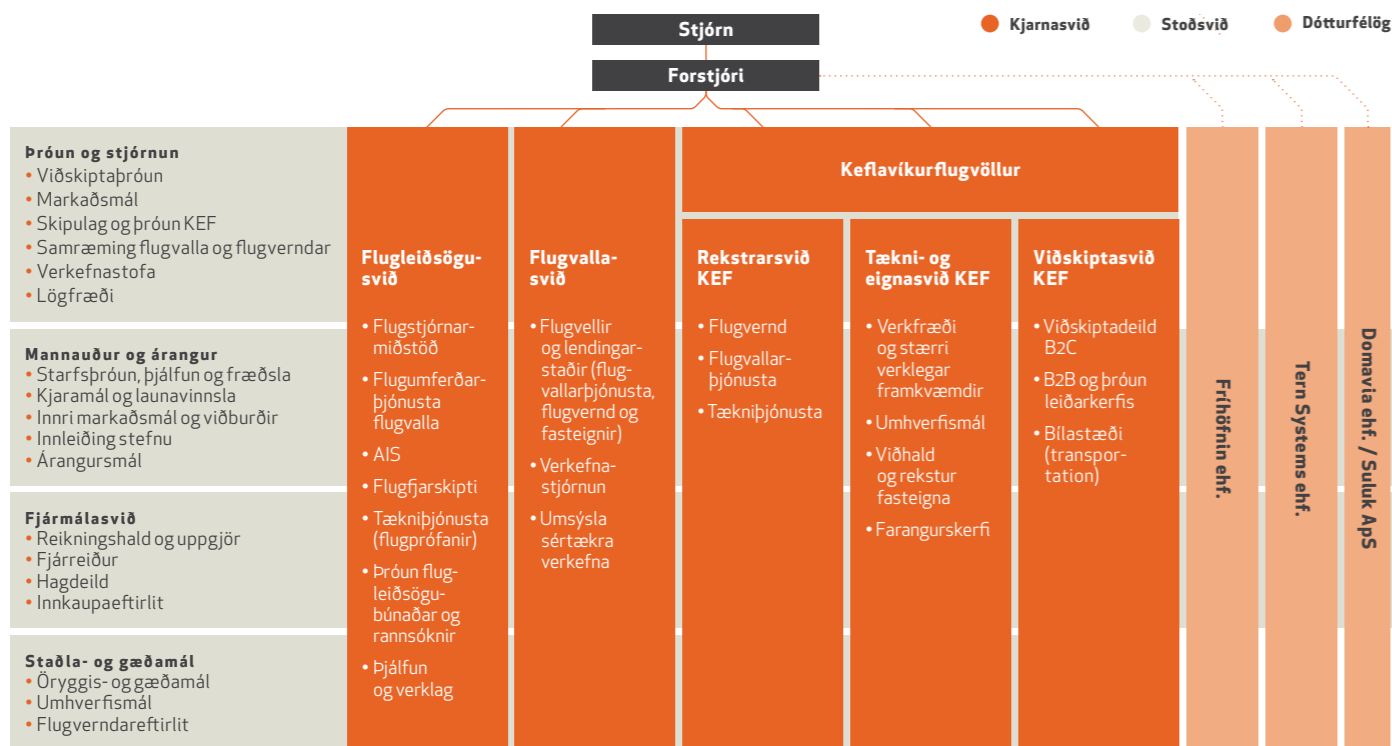 Stjórn
Forstjóri
Kjarnasvið
Stoðsvið
Dótturfélög
Þróun og stjórnun
• Viðskiptaþróun
• Markaðsmál
• Skipulag og þróun KEF
• Samræming flugvalla og flugverndar
• Verkefnastofa
• Lögfræði
Mannauður og árangur
• Starfsþróun, þjálfun og fræðsla
• Kjaramál og launavinnsla
• Innri markaðsmál og viðburðir
• Innleiðing stefnu
• Árangursmál
Fjármálasvið
• Reikningshald og uppgjör
• Fjárreiður
• Hagdeild
• Innkaupaeftirlit
Staðla- og gæðamál
• Öryggis- og gæðamál
• Umhverfismál
• Flugverndareftirlit
Flugleiðsögu-
svið
• Flugstjórnar-
miðstöð
• Flugumferðar-
þjónusta
flugvalla
• AIS
• Flugfjarskipti
• Tækniþjónusta
(flugprófanir)
• Þróun flug-
leiðsögu-
búnaðar og
rannsóknir
• Þjálfun
og verklag
Flugvalla-
svið
• Flugvellir
og lendingar-
staðir (flug-
vallarþjónusta,
flugvernd og
fasteignir)
• Verkefna-
stjórnun
• Umsýsla
sértækra
verkefna
Keflavíkurflugvöllur
Rekstrarsvið
KEF
• Flugvernd
• Flugvallar-
þjónusta
• Tækniþjónusta
Tækni- og
eignasvið KEF
• Verkfræði
og stærri
verklegar
framkvæmdir
• Umhverfismál
• Viðhald
og rekstur
fasteigna
• Farangurskerfi
Viðskiptasvið
KEF
• Viðskiptadeild
B2C
• B2B og þróun
leiðarkerfis
• Bílastæði
(transpor-
tation)
Fríhöfnin ehf.
Tern Systems ehf.
Domavia ehf. / Suluk ApS